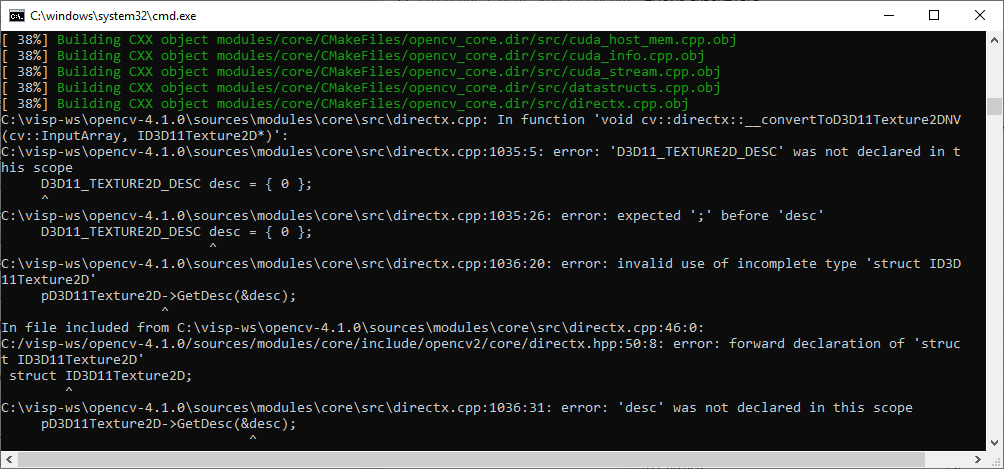 C:\windows\system32\cmd.exe
[ 38%] Building CXX object modules/core/CMakeFiles/opencv_core.dir/src/cuda_host_mem.cpp.obj
[ 38%] Building CXX object modules/core/CMakeFiles/opencv_core.dir/src/cuda_info.cpp.obj
[ 38%] Building CXX object modules/core/CMakeFiles/opencv_core.dir/src/cuda_stream.cpp.obj
[ 38%] Building CXX object modules/core/CMakeFiles/opencv_core.dir/src/datastructs.cpp.obj
[ 38%] Building CXX object modules/core/CMakeFiles/opencv_core.dir/src/directx.cpp.obj
C:\visp-ws\opencv-4.1.0\sources\modules\core\src\directx.cpp: In function 'void cv::directx::__convertToD3D11Texture2DNV
(cv::InputArray, ID3D11Texture2D*)':
C:\visp-ws\opencv-4.1.0\sources\modules\core\src\directx.cpp:1035:5: error: 'D3D11_TEXTURE2D_DESC' was not declared in t
his scope
     D3D11_TEXTURE2D_DESC desc = { 0 };
     ^
C:\visp-ws\opencv-4.1.0\sources\modules\core\src\directx.cpp:1035:26: error: expected ';' before 'desc'
     D3D11_TEXTURE2D_DESC desc = { 0 };
                          ^
C:\visp-ws\opencv-4.1.0\sources\modules\core\src\directx.cpp:1036:20: error: invalid use of incomplete type 'struct ID3D
11Texture2D'
     pD3D11Texture2D->GetDesc(&desc);
                    ^
In file included from C:\visp-ws\opencv-4.1.0\sources\modules\core\src\directx.cpp:46:0:
C:/visp-ws/opencv-4.1.0/sources/modules/core/include/opencv2/core/directx.hpp:50:8: error: forward declaration of 'struc
t ID3D11Texture2D'
 struct ID3D11Texture2D;
        ^
C:\visp-ws\opencv-4.1.0\sources\modules\core\src\directx.cpp:1036:31: error: 'desc' was not declared in this scope
     pD3D11Texture2D->GetDesc(&desc);
                               ^